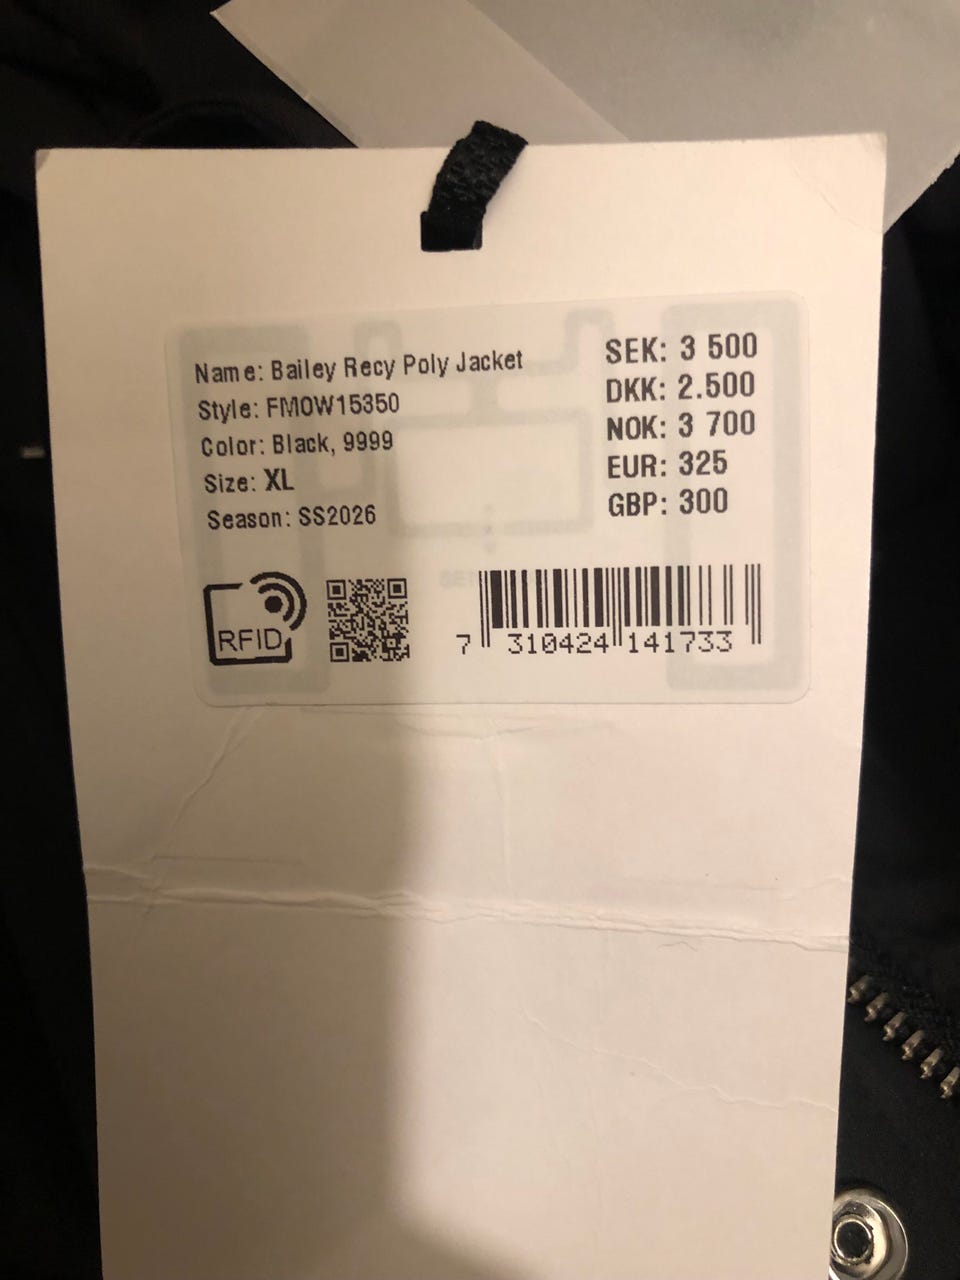 Name: Bailey Recy Poly Jacket
Style: FMOW15350
Color: Black, 9999
Size: XL
Season: SS2026
SEK: 3 500
DKK: 2.500
NOK: 3 700
EUR: 325
GBP: 300
RFID
7 310424 141733